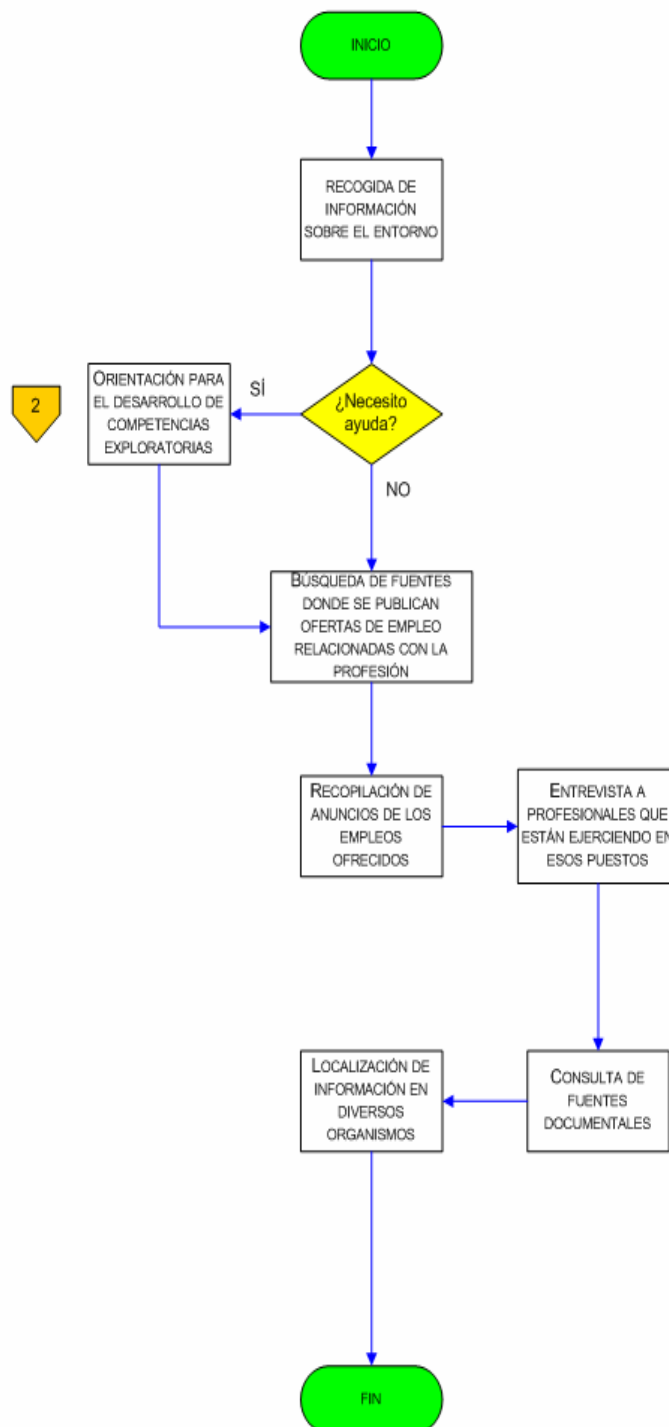 INICIO
RECOGIDA DE
INFORMACIÓN
SOBRE EL ENTORNO
¿Necesito
ayuda?
SÍ
NO
2
ORIENTACIÓN PARA
EL DESARROLLO DE
COMPETENCIAS
EXPLORATORIAS
BÚSQUEDA DE FUENTES
DONDE SE PUBLICAN
OFERTAS DE EMPLEO
RELACIONADAS CON LA
PROFESIÓN
RECOPILACIÓN DE
ANUNCIOS DE LOS
EMPLEOS
OFRECIDOS
ENTREVISTA A
PROFESIONALES QUE
ESTÁN EJERCIENDO EN
ESOS PUESTOS
CONSULTA DE
FUENTES
DOCUMENTALES
LOCALIZACIÓN DE
INFORMACIÓN EN
DIVERSOS
ORGANISMOS
FIN